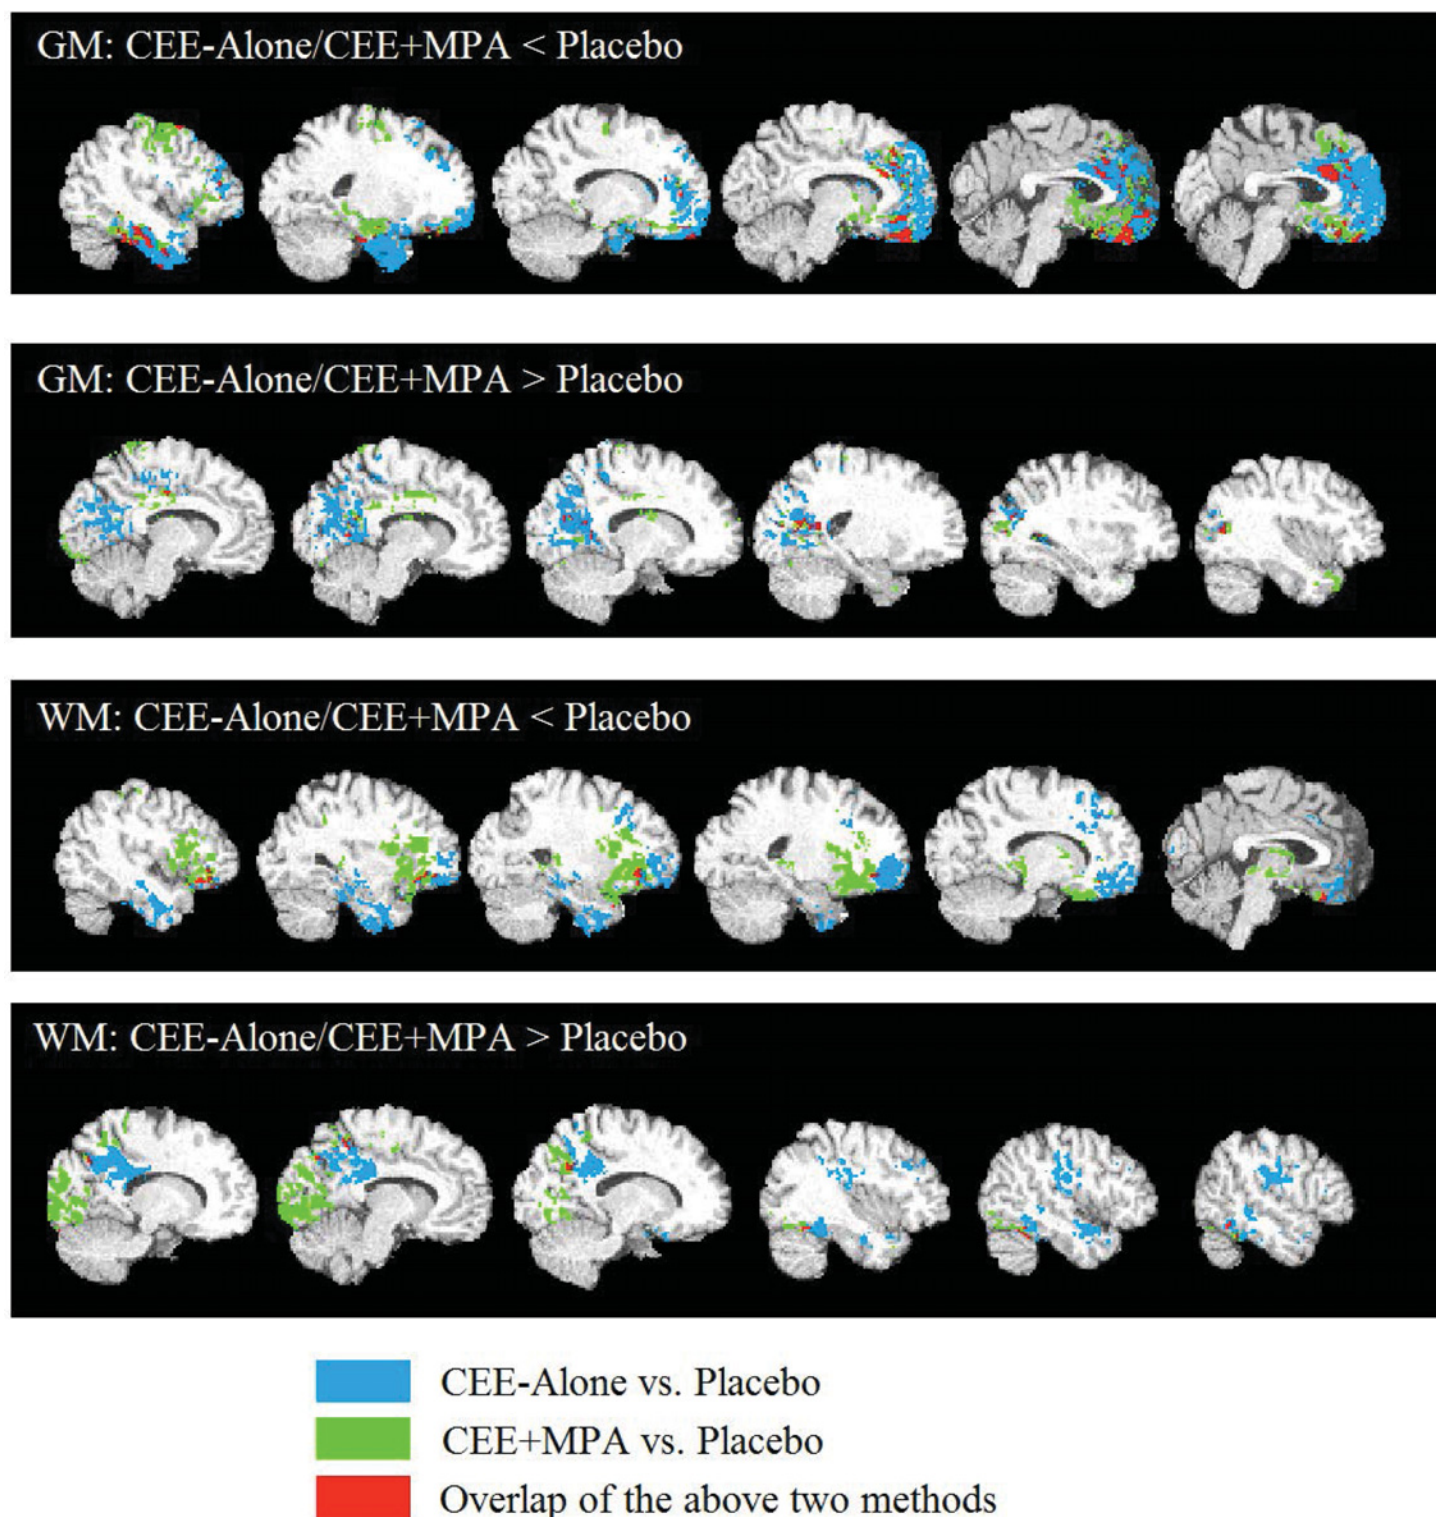 GM: CEE-Alone/CEE+MPA < Placebo
GM: CEE-Alone/CEE+MPA > Placebo
WM: CEE-Alone/CEE+MPA < Placebo
WM: CEE-Alone/CEE+MPA > Placebo
CEE-Alone vs. Placebo
CEE+MPA vs. Placebo
Overlap of the above two methods